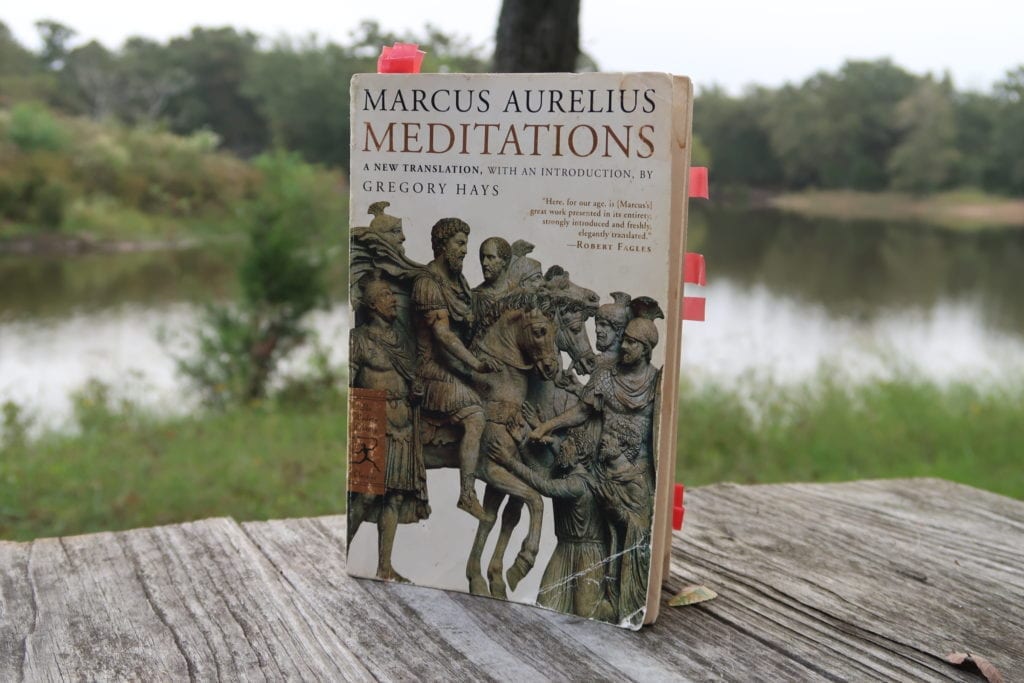 MARCUS AURELIUS
MEDITATIONS
A NEW TRANSLATION, WITH AN INTRODUCTION, BY
GREGORY HAYS
"Here, for our age, is [Marcus's]
great work presented in its entirety,
strongly introduced and freshly,
elegantly translated."
—ROBERT FAGLES